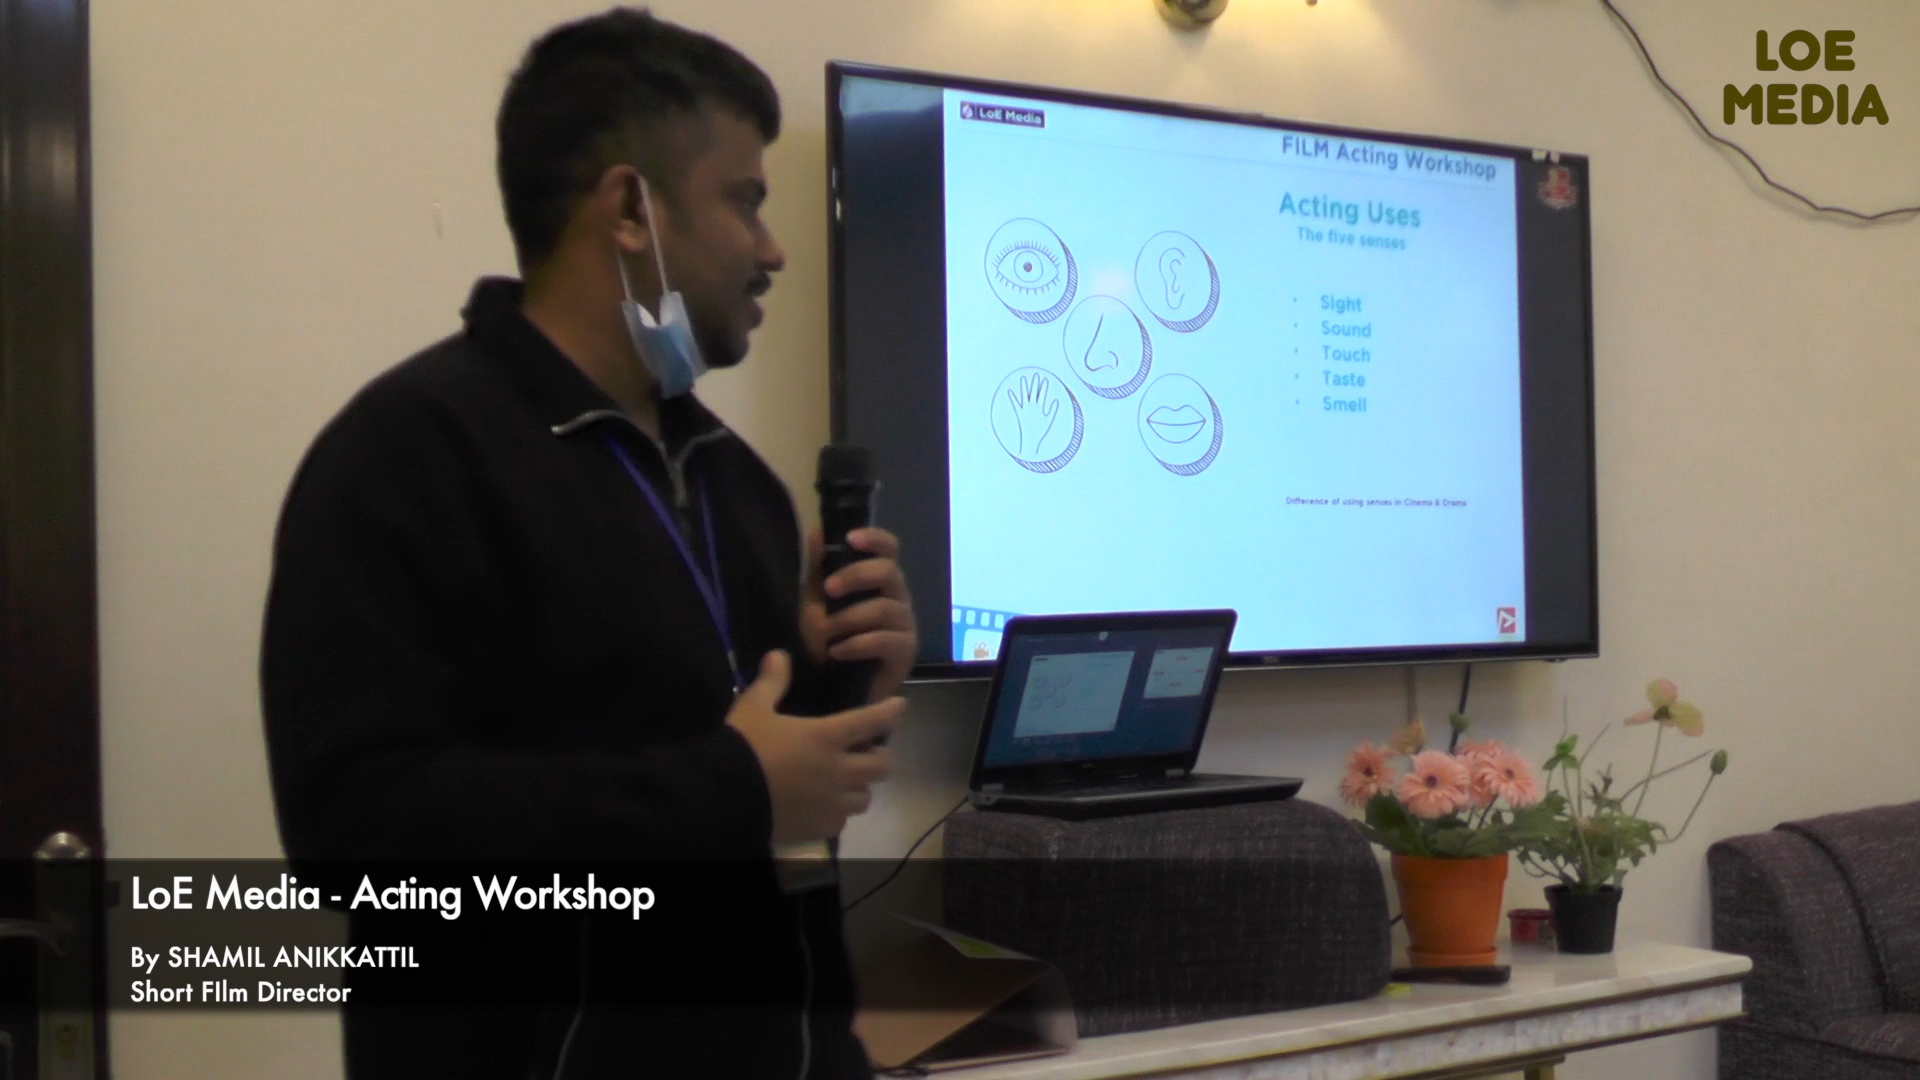 LOE
MEDIA
LoE Media
FILM Acting Workshop
Acting Uses
The five senses
• Sight
• Sound
• Touch
• Taste
• Smell
Difference of using senses in Cinema & Drama
LoE Media - Acting Workshop
By SHAMIL ANIKKATTIL
Short FIlm Director